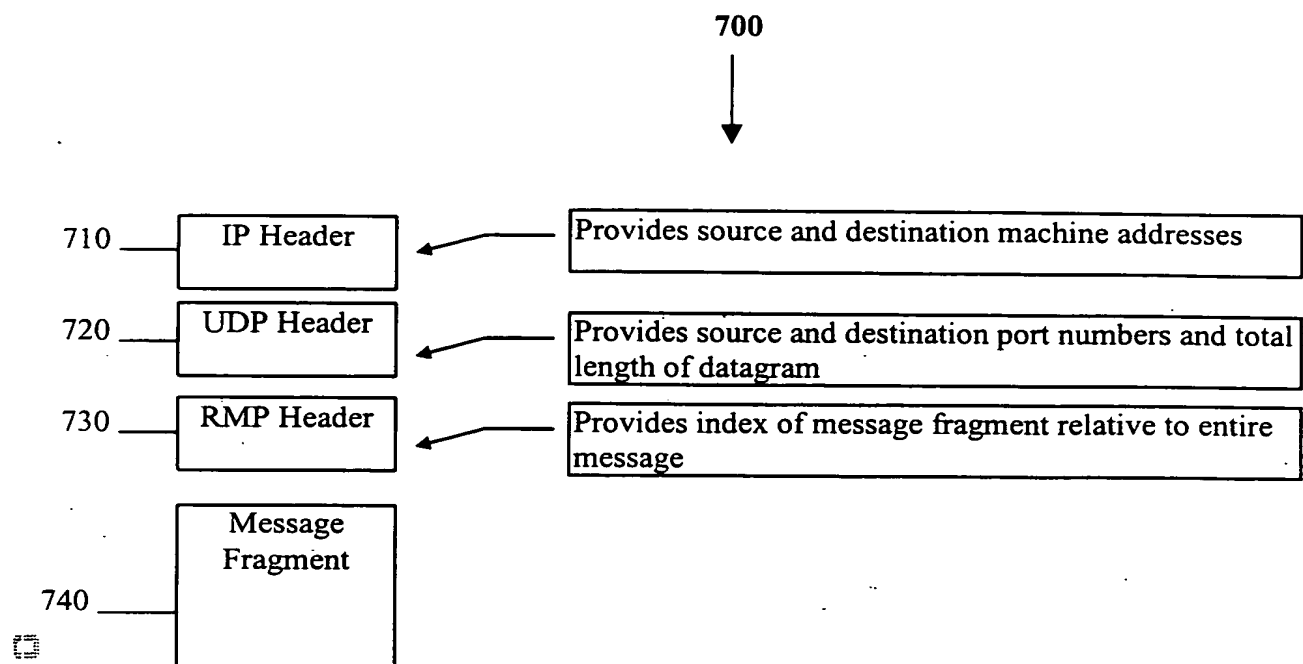 700
710
IP Header
Provides source and destination machine addresses
720
UDP Header
Provides source and destination port numbers and total
length of datagram
730
RMP Header
Provides index of message fragment relative to entire
message
Message
Fragment
740